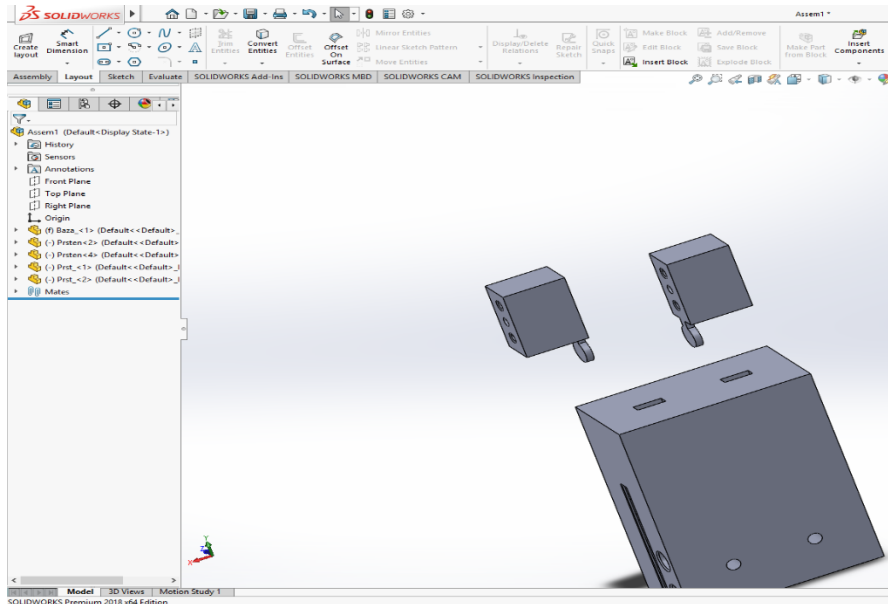 SOLIDWORKS
Assem1 *
Create layout
Smart Dimension
Trim Entities
Convert Entities
Offset Entities
Offset On Surface
Mirror Entities
Linear Sketch Pattern
Move Entities
Display/Delete Relations
Repair Sketch
Quick Snaps
Make Block
Edit Block
Insert Block
Add/Remove
Save Block
Explode Block
Make Part from Block
Insert Components
Assembly Layout Sketch Evaluate SOLIDWORKS Add-Ins SOLIDWORKS MBD SOLIDWORKS CAM SOLIDWORKS Inspection
Assem1 (Default<Display State-1>)
History
Sensors
Annotations
Front Plane
Top Plane
Right Plane
Origin
(f) Baza_<1> (Default<<Default>_
(-) Prsten<2> (Default<<Default>
(-) Prsten<4> (Default<<Default>
(-) Prst_<1> (Default<<Default>_
(-) Prst_<2> (Default<<Default>_
Mates
Y
Z
X
Model 3D Views Motion Study 1
SOLIDWORKS Premium 2018 x64 Edition